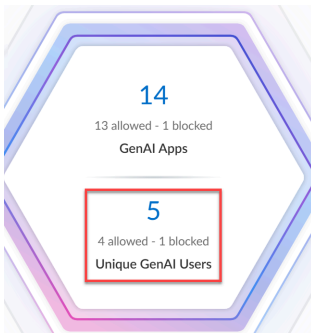 14
13 allowed - 1 blocked
GenAI Apps
5
4 allowed - 1 blocked
Unique GenAI Users